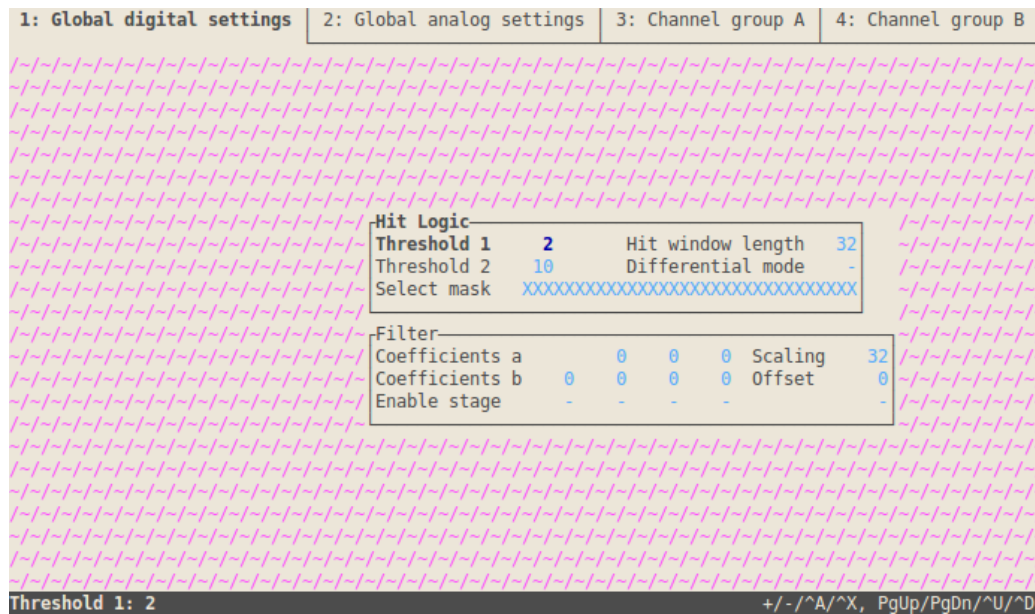 1: Global digital settings 2: Global analog settings 3: Channel group A 4: Channel group B
Hit Logic
Threshold 1 2 Hit window length 32
Threshold 2 10 Differential mode -
Select mask XXXXXXXXXXXXXXXXXXXXXXXXXXXXXXXX
Filter
Coefficients a 0 0 0 Scaling 32
Coefficients b 0 0 0 0 Offset 0
Enable stage - - - - -
Threshold 1: 2 +/-/^A/^X, PgUp/PgDn/^U/^D